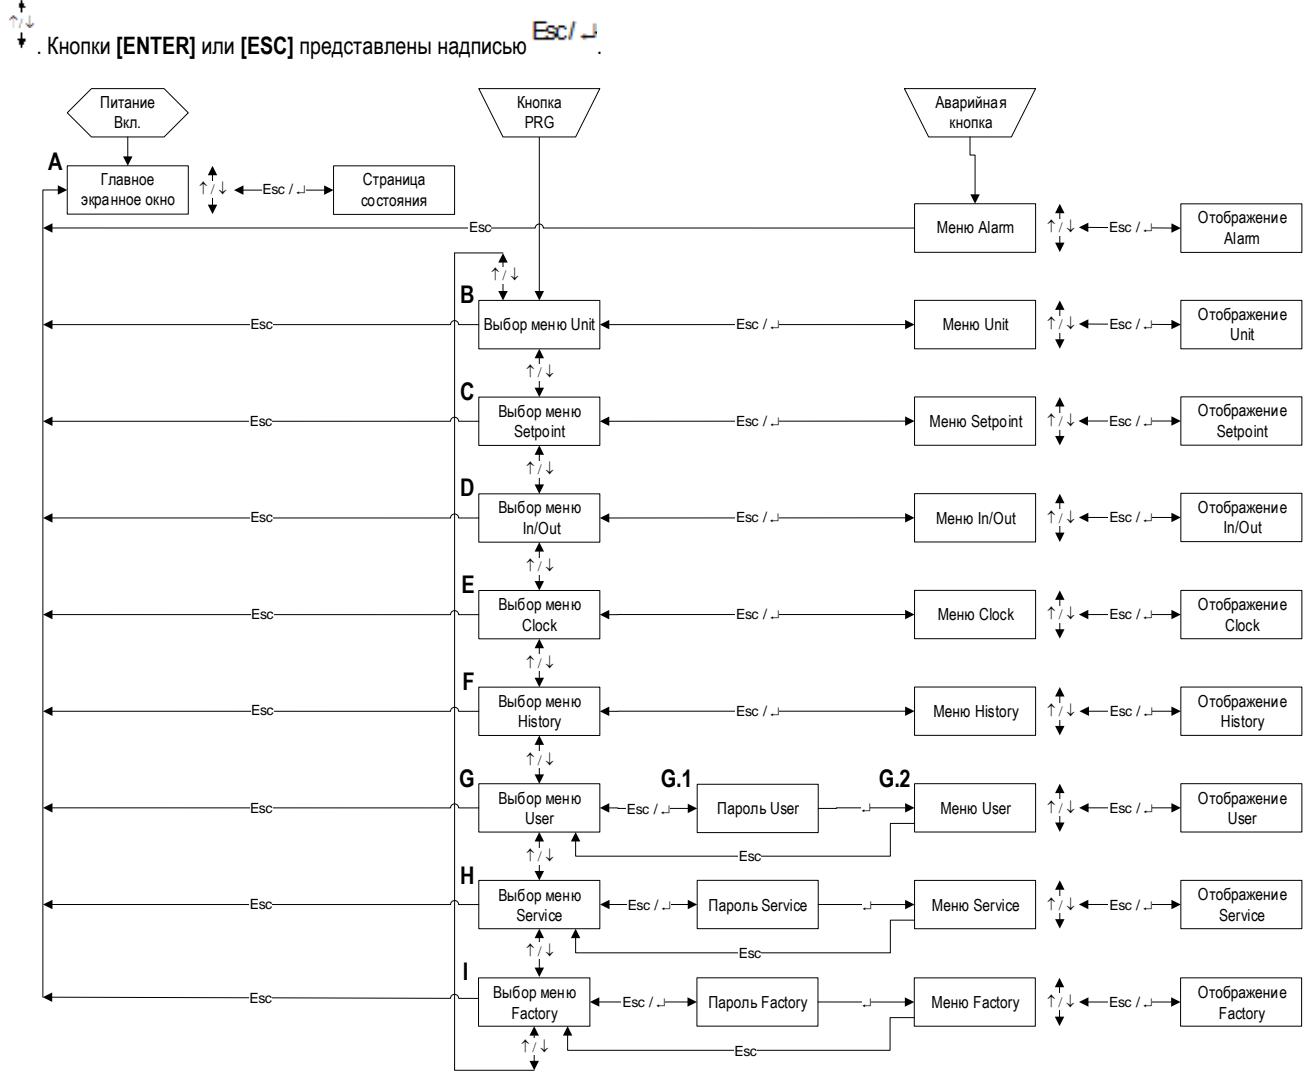 ↑/↓
. Кнопки [ENTER] или [ESC] представлены надписью Esc/ ↵.
Питание
Вкл.
Кнопка
PRG
Аварийная
кнопка
A
Главное
экранное окно
↑/↓
Esc / ↵
Страница
состояния
Esc
Меню Alarm
↑/↓
Esc / ↵
Отображение
Alarm
↑/↓
B
Esc
Выбор меню Unit
Esc / ↵
Меню Unit
↑/↓
Esc / ↵
Отображение
Unit
↑/↓
C
Esc
Выбор меню
Setpoint
Esc / ↵
Меню Setpoint
↑/↓
Esc / ↵
Отображение
Setpoint
↑/↓
D
Esc
Выбор меню
In/Out
Esc / ↵
Меню In/Out
↑/↓
Esc / ↵
Отображение
In/Out
↑/↓
E
Esc
Выбор меню
Clock
Esc / ↵
Меню Clock
↑/↓
Esc / ↵
Отображение
Clock
↑/↓
F
Esc
Выбор меню
History
Esc / ↵
Меню History
↑/↓
Esc / ↵
Отображение
History
↑/↓
G
Esc
Выбор меню
User
Esc / ↵
G.1
Пароль User
↵
G.2
Меню User
↑/↓
Esc / ↵
Отображение
User
Esc
↑/↓
H
Esc
Выбор меню
Service
Esc / ↵
Пароль Service
↵
Меню Service
↑/↓
Esc / ↵
Отображение
Service
Esc
↑/↓
I
Esc
Выбор меню
Factory
Esc / ↵
Пароль Factory
↵
Меню Factory
↑/↓
Esc / ↵
Отображение
Factory
Esc
↑/↓